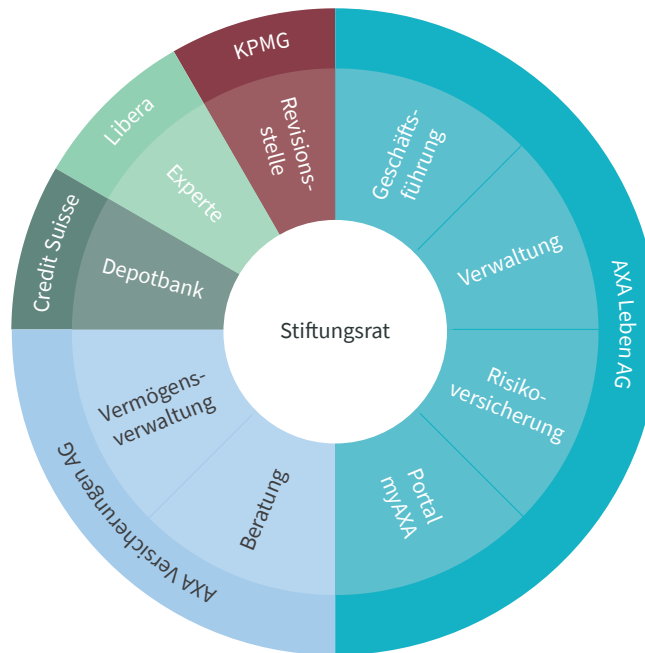 KPMG
Revisions-
stelle
Libera
Experte
Credit Suisse
Depotbank
Geschäfts-
führung
Verwaltung
AXA Leben AG
Stiftungsrat
Risiko-
versicherung
Portal
myAXA
Vermögens-
verwaltung
Beratung
AXA Versicherungen AG